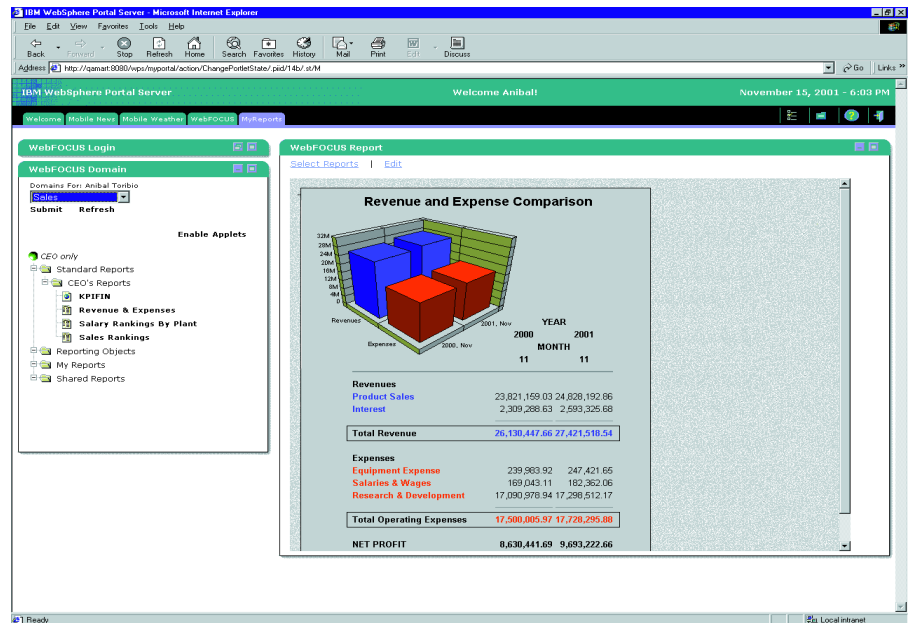 IBM WebSphere Portal Server - Microsoft Internet Explorer
File Edit View Favorites Tools Help
Back Forward Stop Refresh Home Search Favorites History Mail Print Edit Discuss
Address http://qamart:8080/wps/myportal/action/ChangePortletState/.piid/14b/.st/M Go Links »
IBM WebSphere Portal Server Welcome Anibal! November 15, 2001 - 6:03 PM
Welcome Mobile News Mobile Weather WebFOCUS MyReports
WebFOCUS Login
WebFOCUS Domain
Domains For: Anibal Toribio
Sales
Submit Refresh
Enable Applets
CEO only
Standard Reports
CEO's Reports
KPIFIN
Revenue & Expenses
Salary Rankings By Plant
Sales Rankings
Reporting Objects
My Reports
Shared Reports
WebFOCUS Report
Select Reports | Edit
Revenue and Expense Comparison
32M
28M
24M
20M
16M
12M
8M
4M
0
Revenues
Expenses
2000, Nov
2001, Nov
YEAR
2000 2001
MONTH
11 11
Revenues
Product Sales 23,821,159.03 24,828,192.86
Interest 2,309,288.63 2,593,325.68
Total Revenue 26,130,447.66 27,421,518.54
Expenses
Equipment Expense 239,983.92 247,421.65
Salaries & Wages 169,043.11 182,362.06
Research & Development 17,090,978.94 17,298,512.17
Total Operating Expenses 17,500,005.97 17,728,295.88
NET PROFIT 8,630,441.69 9,693,222.66
Ready Local intranet